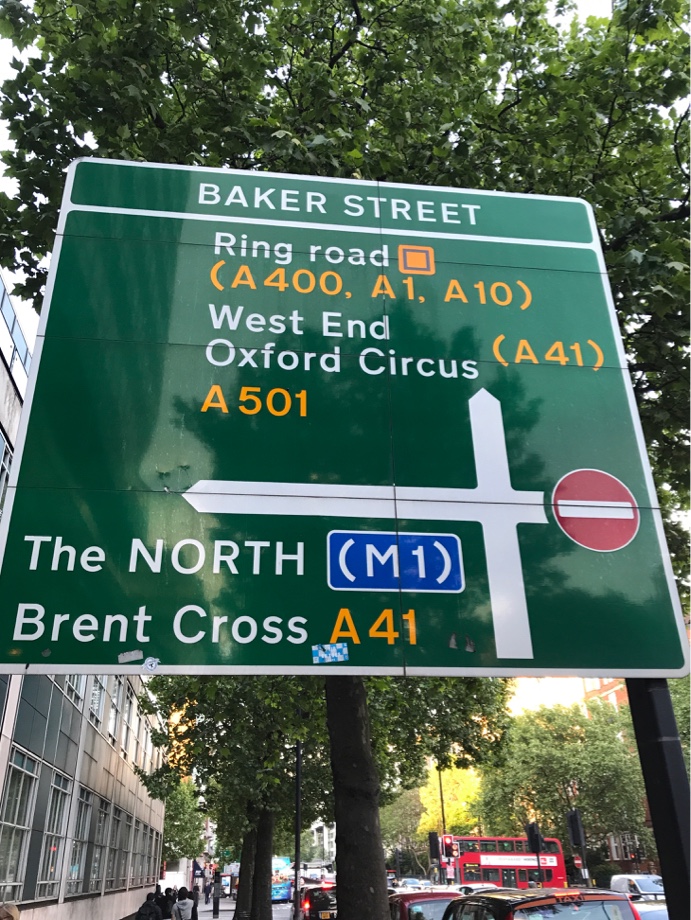 BAKER STREET
Ring road
(A400, A1, A10)
West End
Oxford Circus (A41)
A501
The NORTH (M1)
Brent Cross A41
TAXI